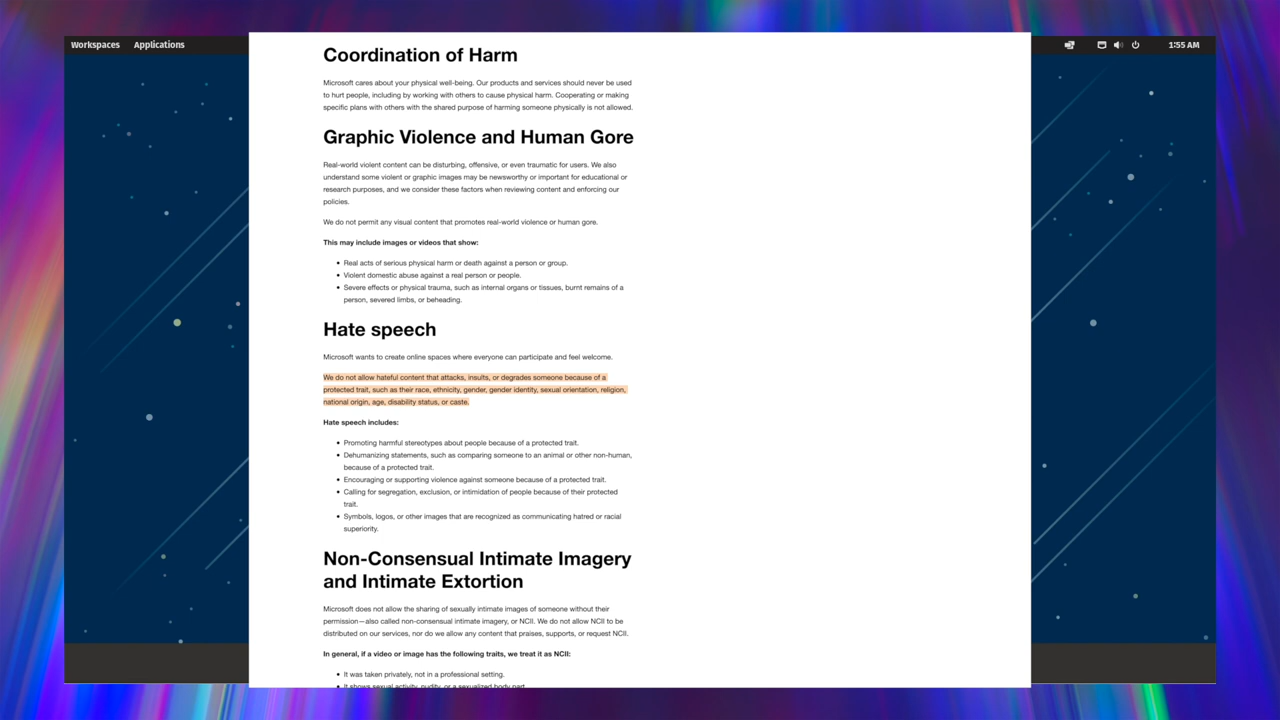 Workspaces Applications 1:55 AM
Coordination of Harm
Microsoft cares about your physical well-being. Our products and services should never be used
to hurt people, including by working with others to cause physical harm. Cooperating or making
specific plans with others with the shared purpose of harming someone physically is not allowed.
Graphic Violence and Human Gore
Real-world violent content can be disturbing, offensive, or even traumatic for users. We also
understand some violent or graphic images may be newsworthy or important for educational or
research purposes, and we consider these factors when reviewing content and enforcing our
policies.
We do not permit any visual content that promotes real-world violence or human gore.
This may include images or videos that show:
• Real acts of serious physical harm or death against a person or group.
• Violent domestic abuse against a real person or people.
• Severe effects or physical trauma, such as internal organs or tissues, burnt remains of a
person, severed limbs, or beheading.
Hate speech
Microsoft wants to create online spaces where everyone can participate and feel welcome.
We do not allow hateful content that attacks, insults, or degrades someone because of a
protected trait, such as their race, ethnicity, gender, gender identity, sexual orientation, religion,
national origin, age, disability status, or caste.
Hate speech includes:
• Promoting harmful stereotypes about people because of a protected trait.
• Dehumanizing statements, such as comparing someone to an animal or other non-human,
because of a protected trait.
• Encouraging or supporting violence against someone because of a protected trait.
• Calling for segregation, exclusion, or intimidation of people because of their protected
trait.
• Symbols, logos, or other images that are recognized as communicating hatred or racial
superiority.
Non-Consensual Intimate Imagery
and Intimate Extortion
Microsoft does not allow the sharing of sexually intimate images of someone without their
permission—also called non-consensual intimate imagery, or NCII. We do not allow NCII to be
distributed on our services, nor do we allow any content that praises, supports, or request NCII.
In general, if a video or image has the following traits, we treat it as NCII:
• It was taken privately, not in a professional setting.
• It shows sexual activity, nudity, or a sexualized body part.